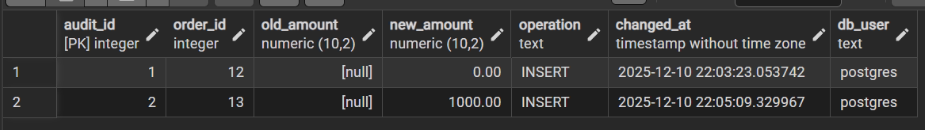 audit_id order_id old_amount new_amount operation changed_at db_user
[PK] integer integer numeric (10,2) numeric (10,2) text timestamp without time zone text
1 1 12 [null] 0.00 INSERT 2025-12-10 22:03:23.053742 postgres
2 2 13 [null] 1000.00 INSERT 2025-12-10 22:05:09.329967 postgres